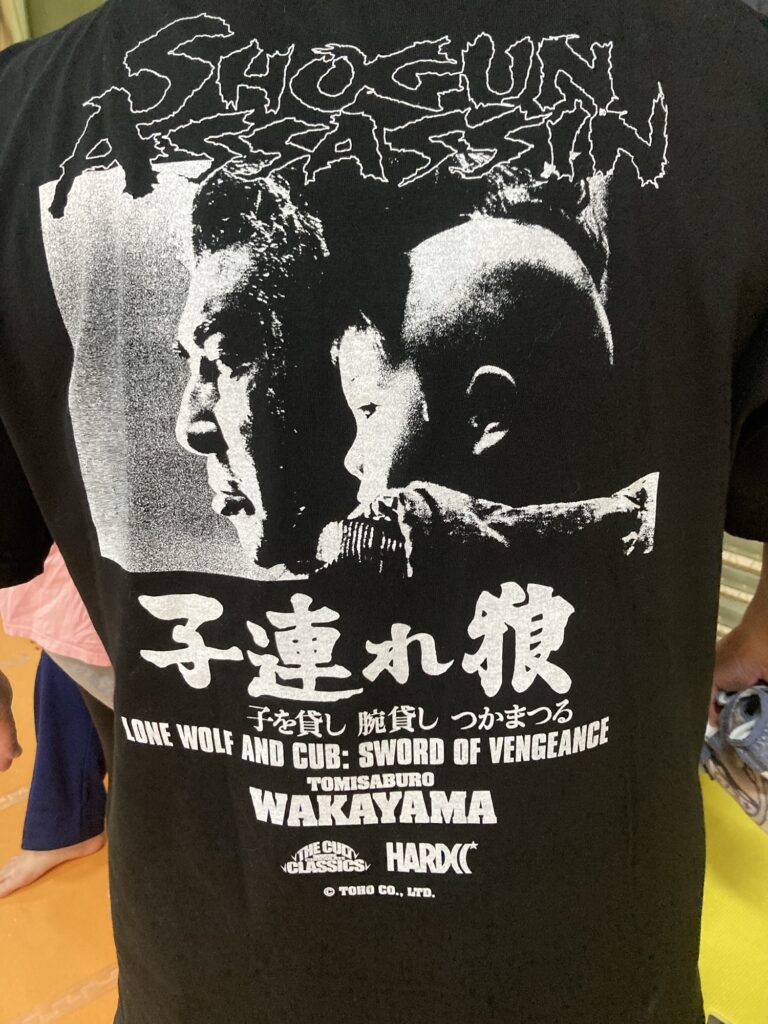 SHOGUN
ASSASSIN
子連れ狼
子を貸し 腕貸し つかまつる
LONE WOLF AND CUB: SWORD OF VENGEANCE
TOMISABURO
WAKAYAMA
THE CULT
CLASSICS
HARDCC
© TOHO CO., LTD.